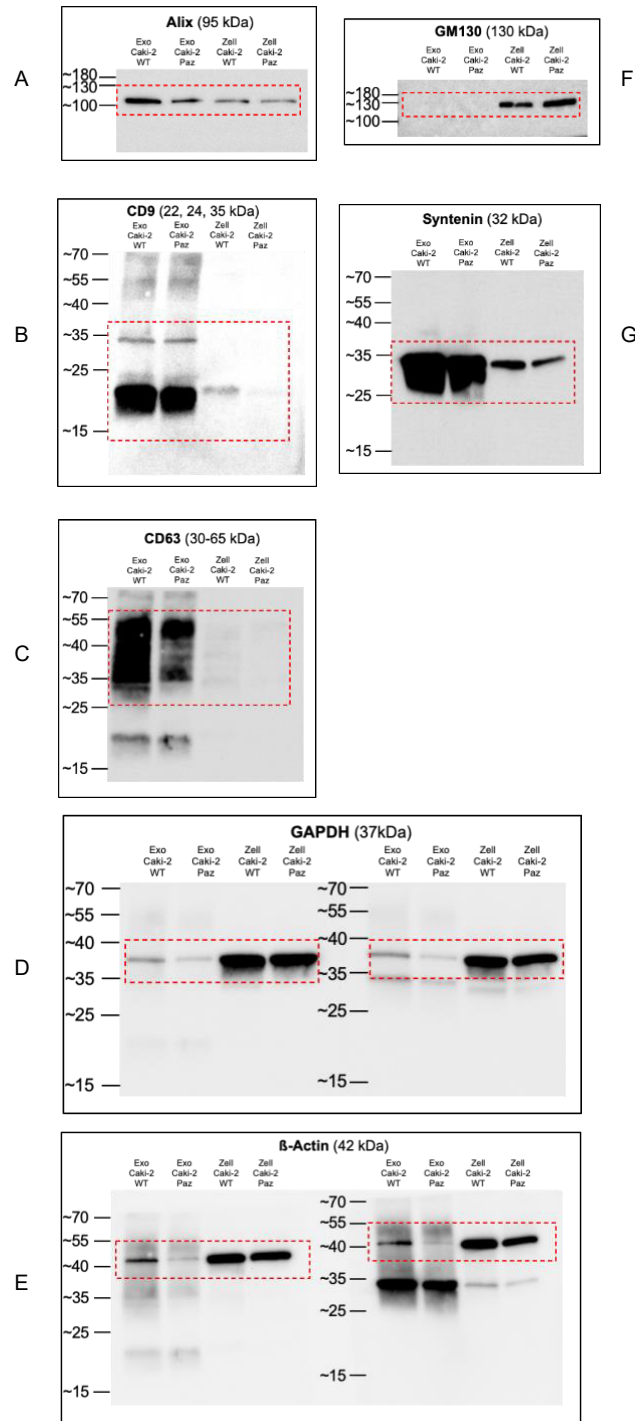 A
Alix (95 kDa)
Exo Exo Zell Zell
Caki-2 Caki-2 Caki-2 Caki-2
WT Paz WT Paz
~180
~130
~100
F
GM130 (130 kDa)
Exo Exo Zell Zell
Caki-2 Caki-2 Caki-2 Caki-2
WT Paz WT Paz
~180
~130
~100
B
CD9 (22, 24, 35 kDa)
Exo Exo Zell Zell
Caki-2 Caki-2 Caki-2 Caki-2
WT Paz WT Paz
~70
~55
~40
~35
~25
~15
G
Syntenin (32 kDa)
Exo Exo Zell Zell
Caki-2 Caki-2 Caki-2 Caki-2
WT Paz WT Paz
~70
~55
~40
~35
~25
~15
C
CD63 (30-65 kDa)
Exo Exo Zell Zell
Caki-2 Caki-2 Caki-2 Caki-2
WT Paz WT Paz
~70
~55
~40
~35
~25
~15
D
GAPDH (37kDa)
Exo Exo Zell Zell
Caki-2 Caki-2 Caki-2 Caki-2
WT Paz WT Paz
~70
~55
~40
~35
~25
~15
Exo Exo Zell Zell
Caki-2 Caki-2 Caki-2 Caki-2
WT Paz WT Paz
~70
~55
~40
~35
~25
~15
E
ß-Actin (42 kDa)
Exo Exo Zell Zell
Caki-2 Caki-2 Caki-2 Caki-2
WT Paz WT Paz
~70
~55
~40
~35
~25
~15
Exo Exo Zell Zell
Caki-2 Caki-2 Caki-2 Caki-2
WT Paz WT Paz
~70
~55
~40
~35
~25
~15